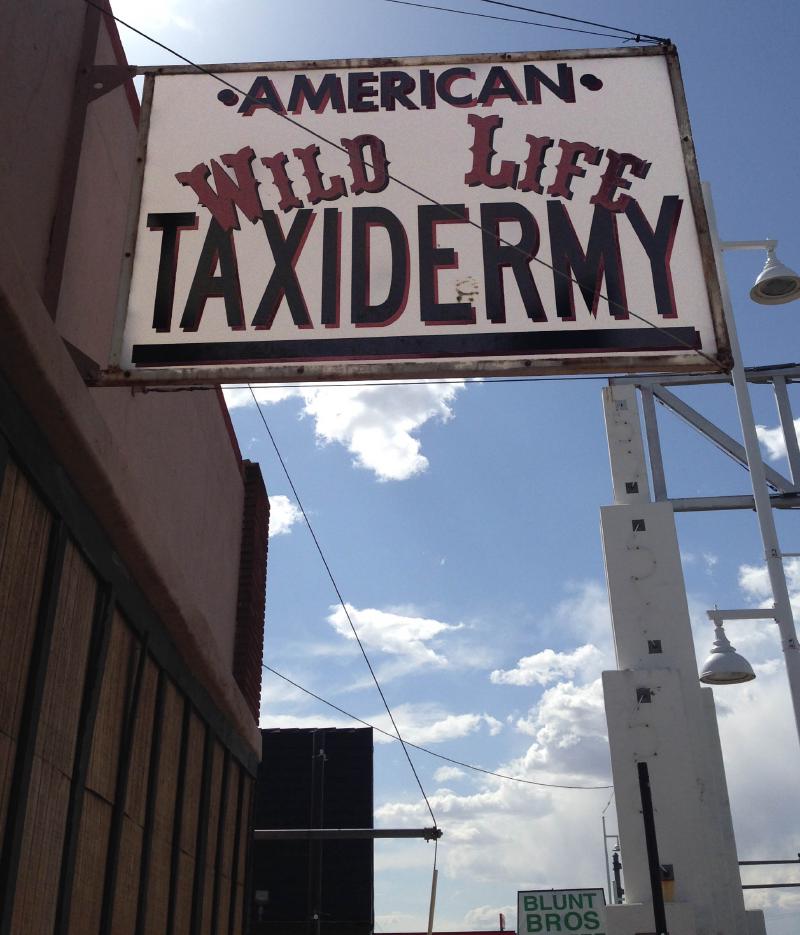 •AMERICAN•
WILD LIFE
TAXIDERMY
BLUNT
BROS